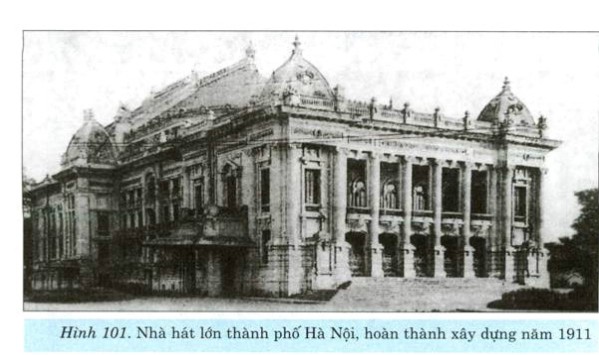 Hình 101. Nhà hát lớn thành phố Hà Nội, hoàn thành xây dựng năm 1911